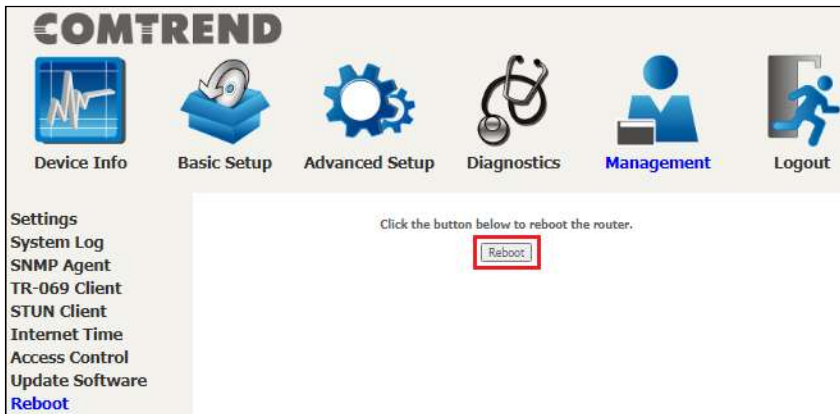 COMTREND
Device Info Basic Setup Advanced Setup Diagnostics Management Logout
Settings
System Log
SNMP Agent
TR-069 Client
STUN Client
Internet Time
Access Control
Update Software
Reboot
Click the button below to reboot the router.
Reboot